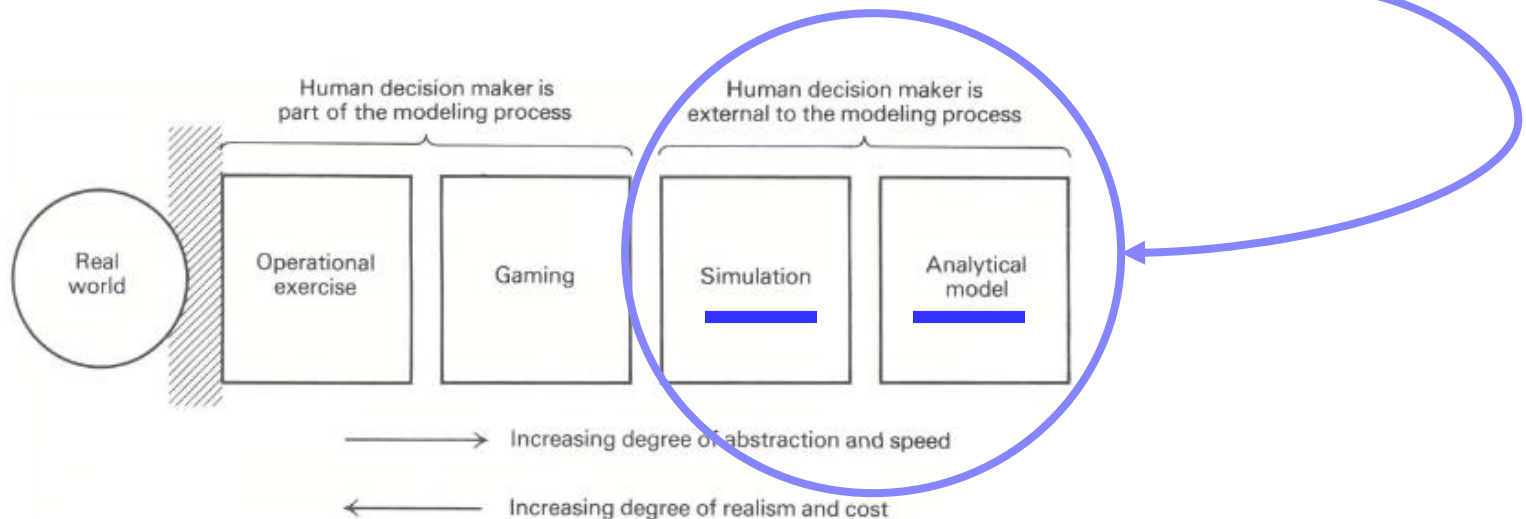 Human decision maker is
part of the modeling process
Human decision maker is
external to the modeling process
Real
world
Operational
exercise
Gaming
Simulation
Analytical
model
Increasing degree of abstraction and speed
Increasing degree of realism and cost